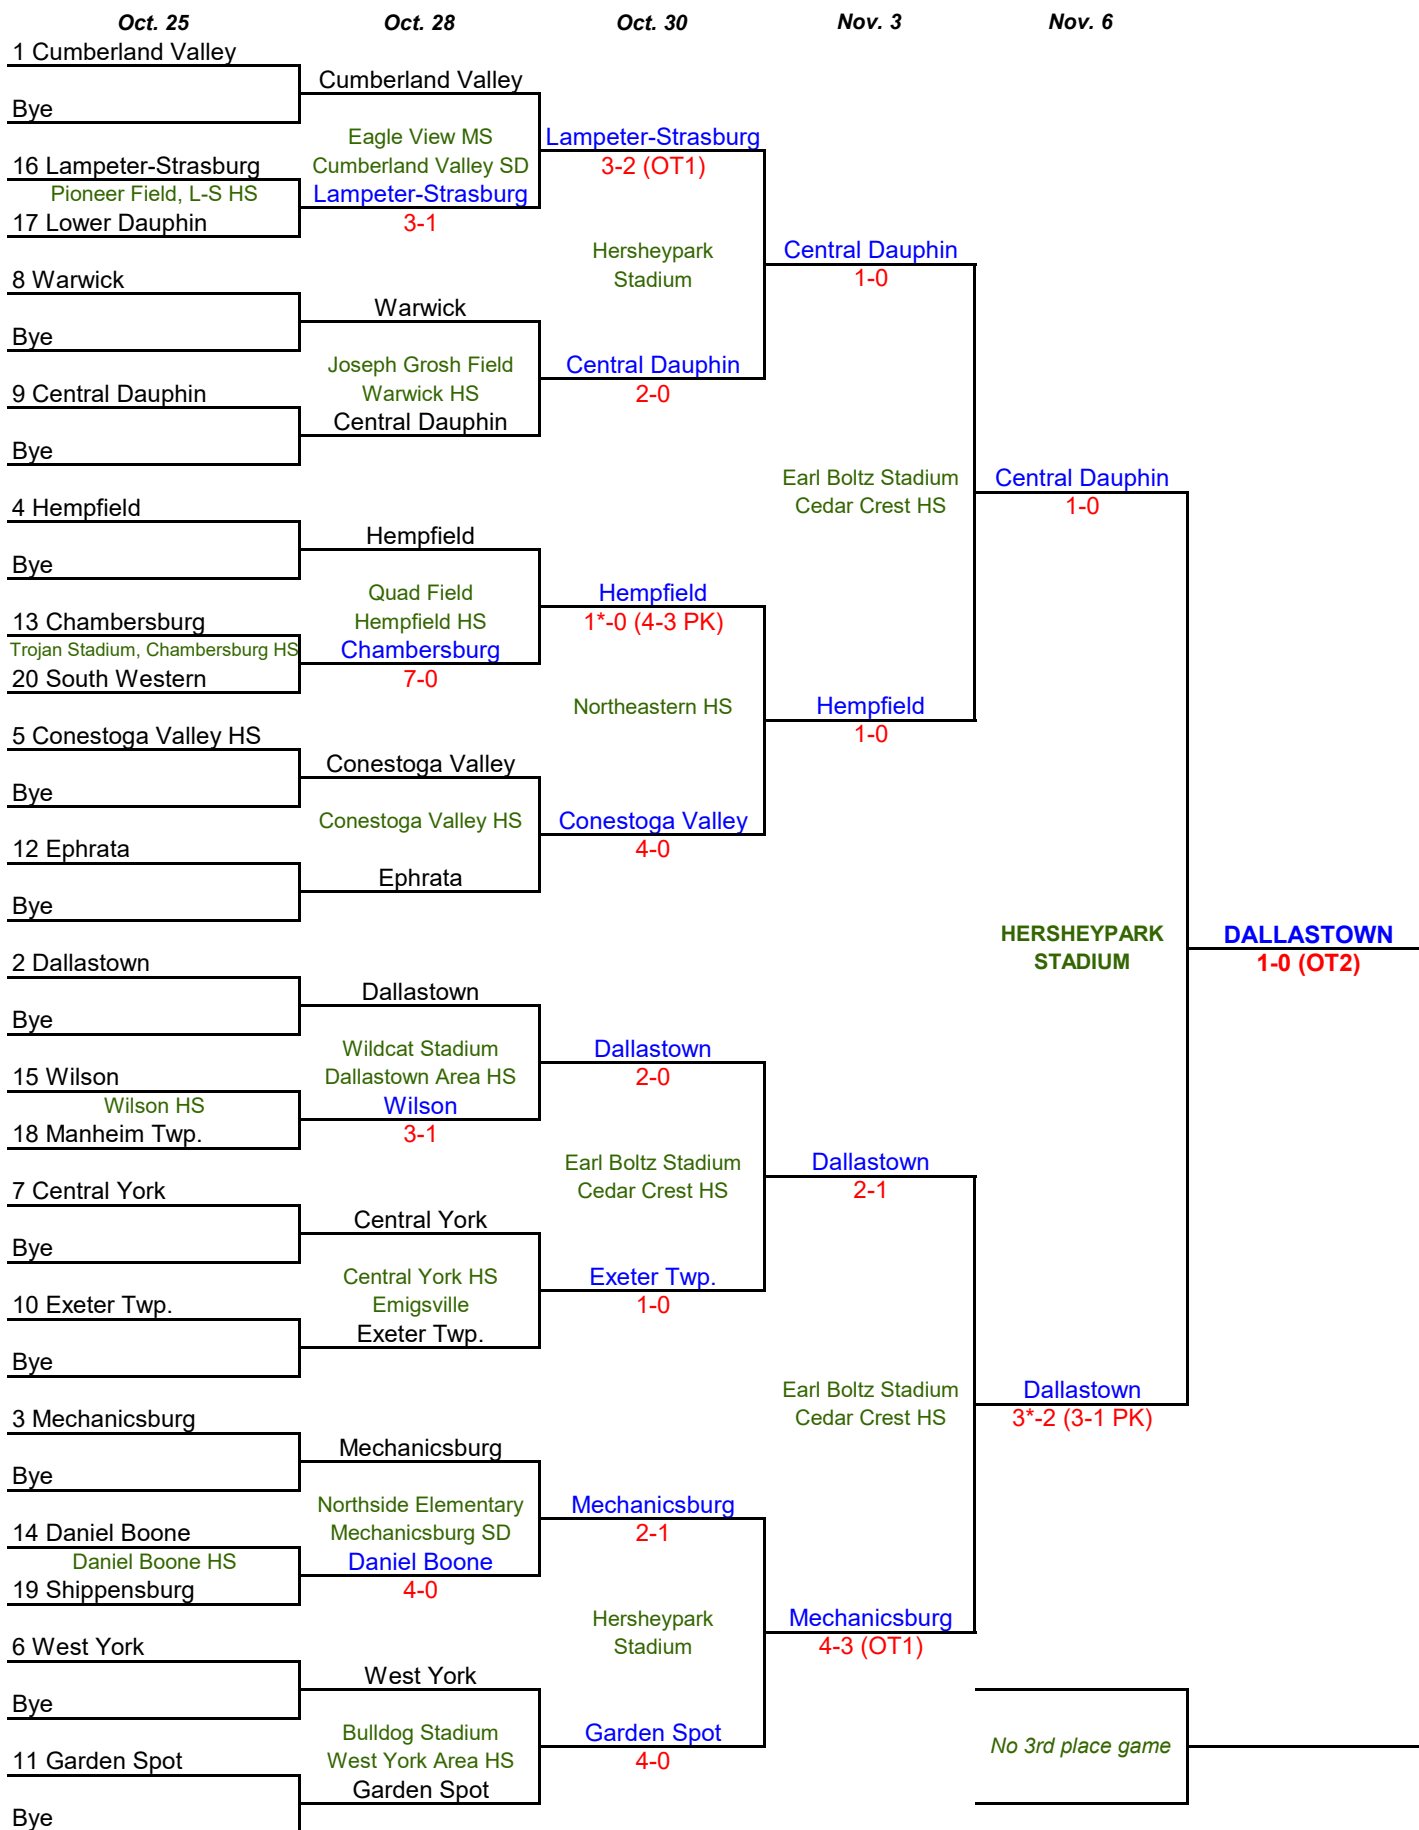 Oct. 25
Oct. 28
Oct. 30
Nov. 3
Nov. 6
1 Cumberland Valley
Bye
16 Lampeter-Strasburg
Pioneer Field, L-S HS
17 Lower Dauphin
8 Warwick
Bye
9 Central Dauphin
Bye
4 Hempfield
Bye
13 Chambersburg
Trojan Stadium, Chambersburg HS
20 South Western
5 Conestoga Valley HS
Bye
12 Ephrata
Bye
2 Dallastown
Bye
15 Wilson
Wilson HS
18 Manheim Twp.
7 Central York
Bye
10 Exeter Twp.
Bye
3 Mechanicsburg
Bye
14 Daniel Boone
Daniel Boone HS
19 Shippensburg
6 West York
Bye
11 Garden Spot
Bye
Cumberland Valley
Eagle View MS
Cumberland Valley SD
Lampeter-Strasburg
3-1
Warwick
Joseph Grosh Field
Warwick HS
Central Dauphin
Hempfield
Quad Field
Hempfield HS
Chambersburg
7-0
Conestoga Valley
Conestoga Valley HS
Ephrata
Dallastown
Wildcat Stadium
Dallastown Area HS
Wilson
3-1
Central York
Central York HS
Emigsville
Exeter Twp.
Mechanicsburg
Northside Elementary
Mechanicsburg SD
Daniel Boone
4-0
West York
Bulldog Stadium
West York Area HS
Garden Spot
Lampeter-Strasburg
3-2 (OT1)
Hersheypark
Stadium
Central Dauphin
2-0
Hempfield
1*-0 (4-3 PK)
Northeastern HS
Conestoga Valley
4-0
Dallastown
2-0
Earl Boltz Stadium
Cedar Crest HS
Exeter Twp.
1-0
Mechanicsburg
2-1
Hersheypark
Stadium
Garden Spot
4-0
Central Dauphin
1-0
Earl Boltz Stadium
Cedar Crest HS
Hempfield
1-0
Dallastown
2-1
Earl Boltz Stadium
Cedar Crest HS
Mechanicsburg
4-3 (OT1)
Central Dauphin
1-0
HERSHEYPARK
STADIUM
Dallastown
3*-2 (3-1 PK)
No 3rd place game
DALLASTOWN
1-0 (OT2)